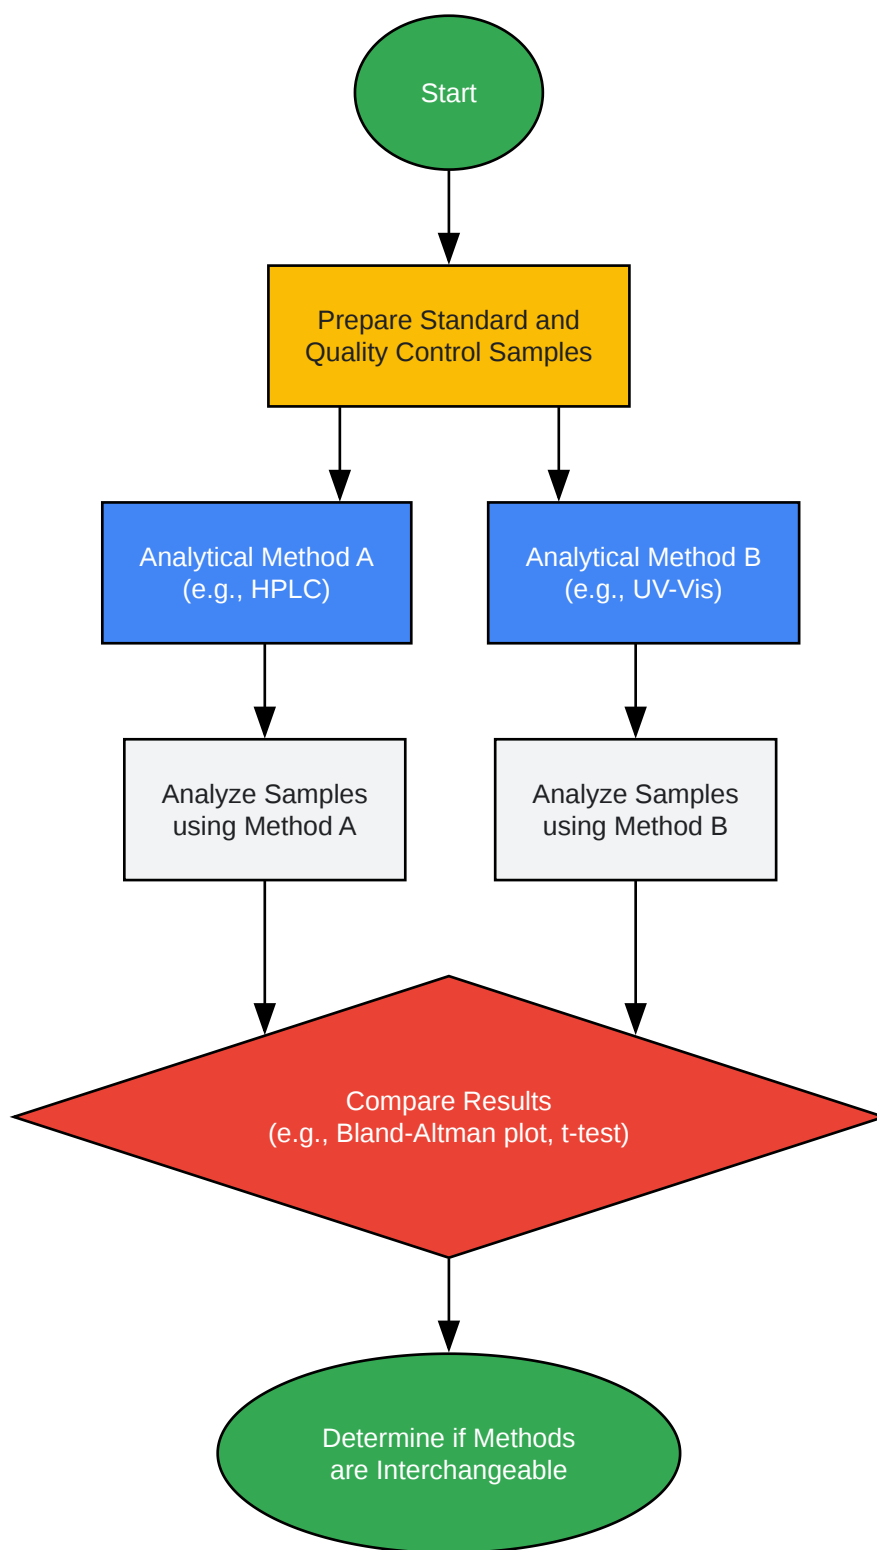 Start
Prepare Standard and
Quality Control Samples
Analytical Method A
(e.g., HPLC)
Analytical Method B
(e.g., UV-Vis)
Analyze Samples
using Method A
Analyze Samples
using Method B
Compare Results
(e.g., Bland-Altman plot, t-test)
Determine if Methods
are Interchangeable